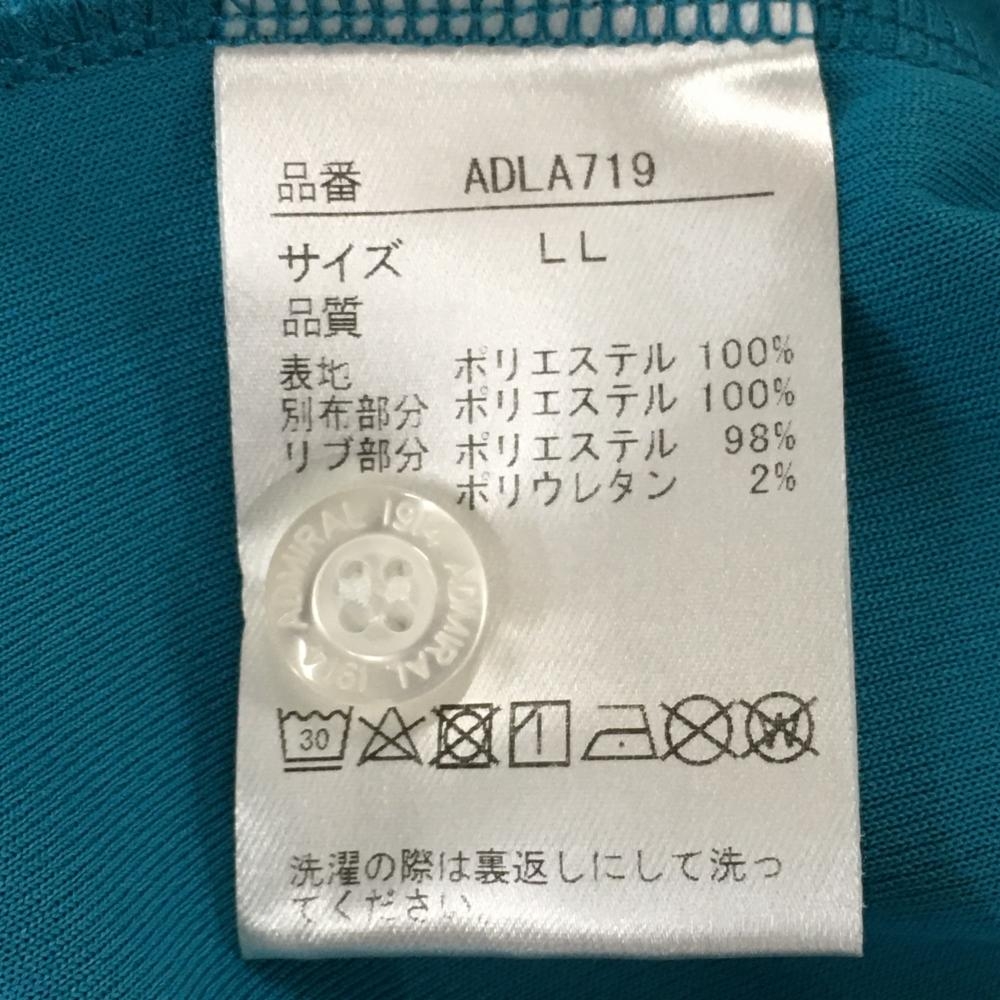 品番 ADLA719
サイズ LL
品質
表地 ポリエステル 100%
別布部分 ポリエステル 100%
リブ部分 ポリエステル 98%
ポリウレタン 2%
ADMIRAL 1914 ADMIRAL 1914
30
W
洗濯の際は裏返しにして洗っ
てください